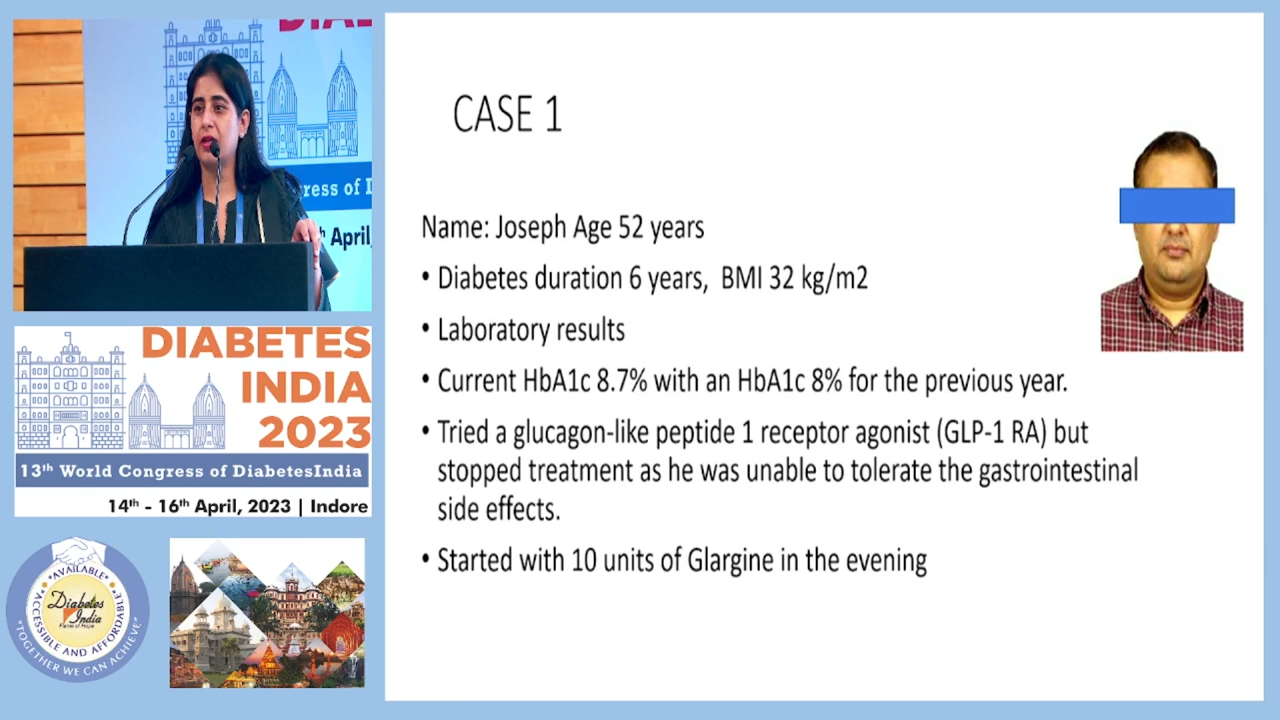 DIAB
ress of I
April,
DIABETES
INDIA
2023
13th World Congress of DiabetesIndia
14th - 16th April, 2023 | Indore
"AVAILABLE"
"ACCESSIBLE AND AFFORDABLE"
Diabetes
India
"TOGETHER WE CAN ACHIEVE"
CASE 1
Name: Joseph Age 52 years
• Diabetes duration 6 years, BMI 32 kg/m2
• Laboratory results
• Current HbA1c 8.7% with an HbA1c 8% for the previous year.
• Tried a glucagon-like peptide 1 receptor agonist (GLP-1 RA) but
stopped treatment as he was unable to tolerate the gastrointestinal
side effects.
• Started with 10 units of Glargine in the evening